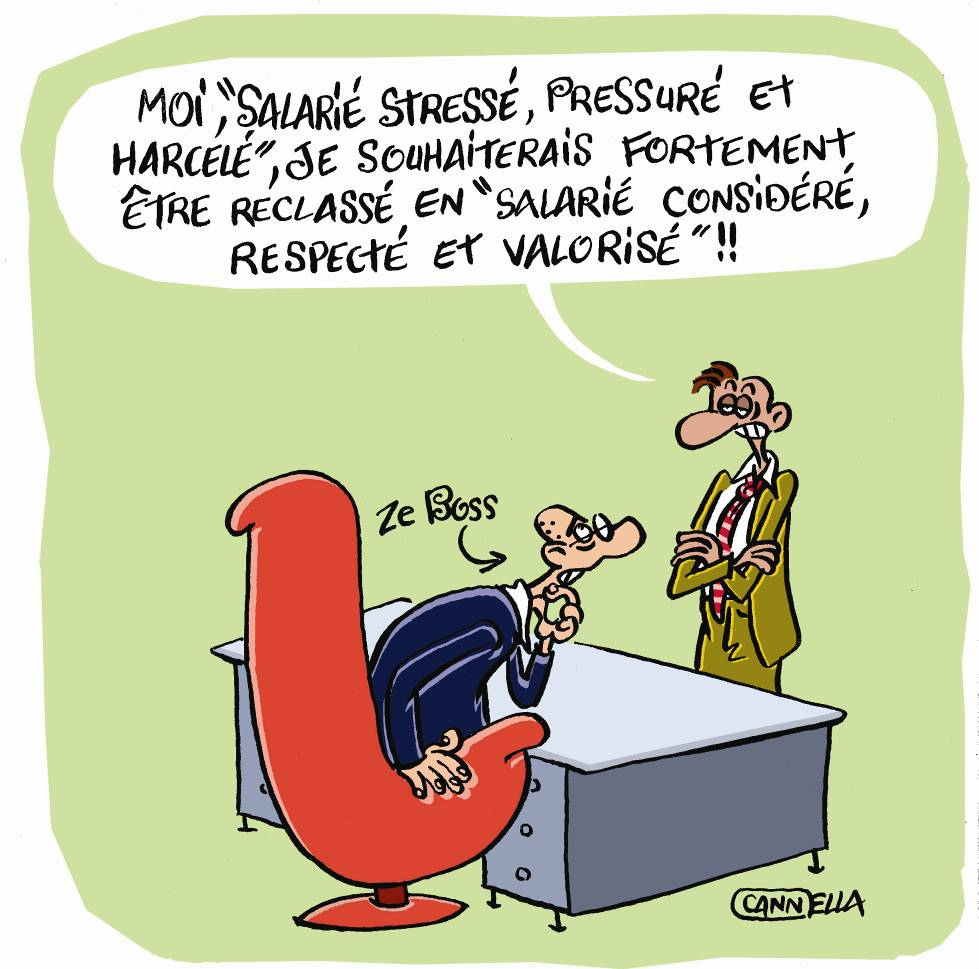 MOI, "SALARIÉ STRESSÉ, PRESSURÉ ET
HARCELÉ", JE SOUHAITERAIS FORTEMENT
ÊTRE RECLASSÉ EN "SALARIÉ CONSIDÉRÉ,
RESPECTÉ ET VALORISÉ" !!
Ze BOSS
CANNELLA